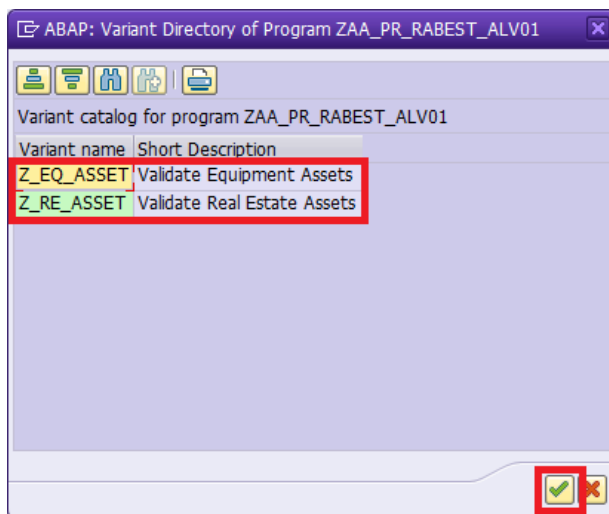 ABAP: Variant Directory of Program ZAA_PR_RABEST_ALV01
Variant catalog for program ZAA_PR_RABEST_ALV01
Variant name Short Description
Z_EQ_ASSET Validate Equipment Assets
Z_RE_ASSET Validate Real Estate Assets